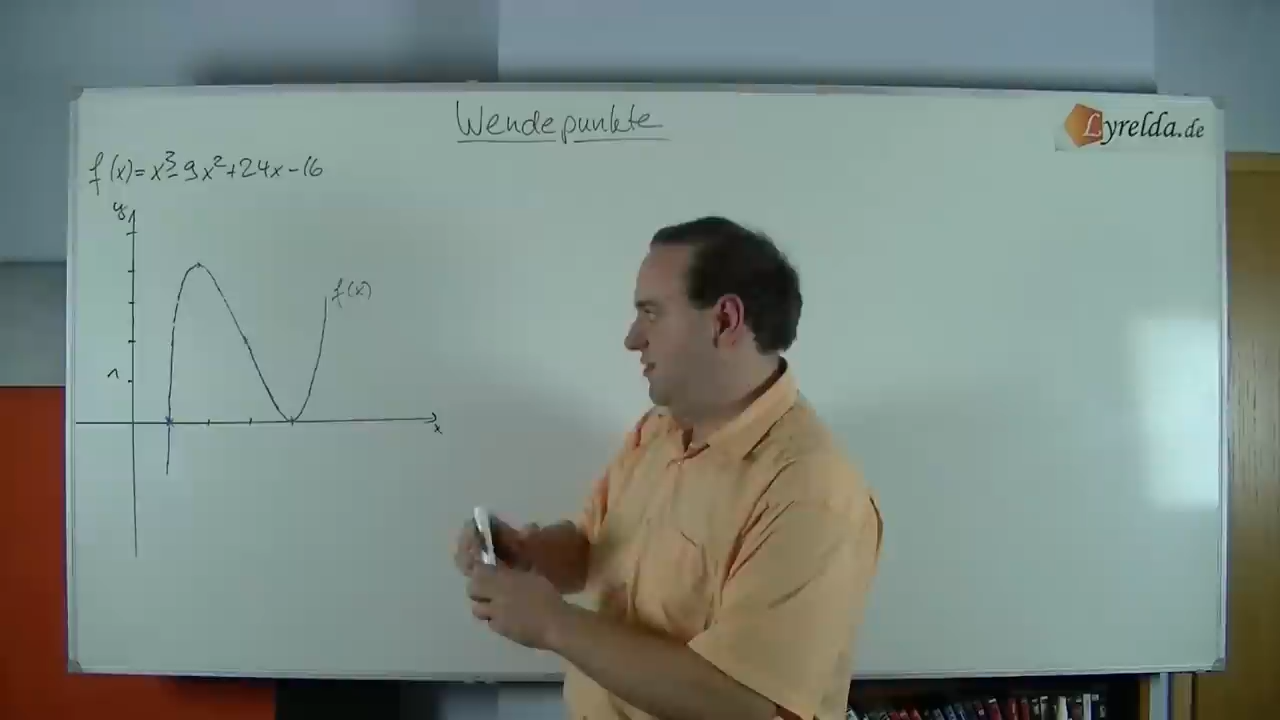 Wendepunkte
Lyrelda.de
f(x)=x³-9x²+24x-16
y
f(x)
1
x